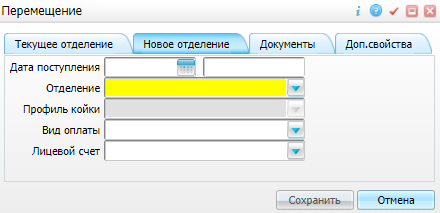 Перемещение
Текущее отделение Новое отделение Документы Доп.свойства
Дата поступления
Отделение
Профиль койки
Вид оплаты
Лицевой счет
Сохранить Отмена